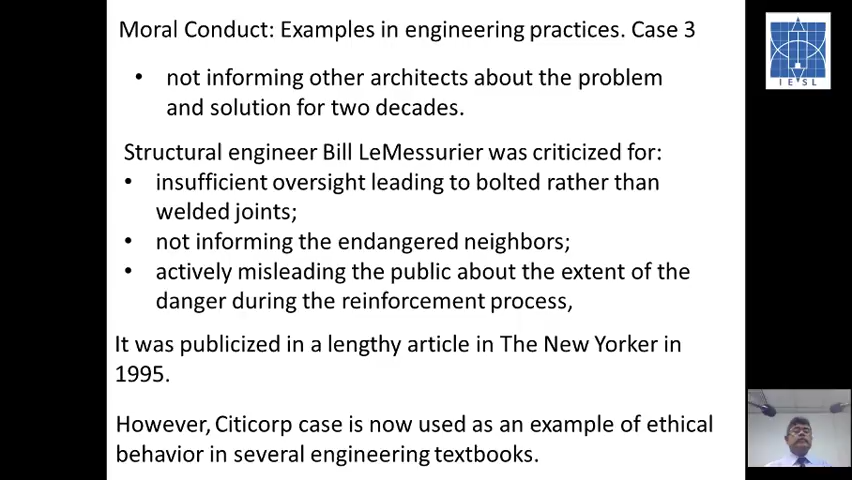 Moral Conduct: Examples in engineering practices. Case 3
• not informing other architects about the problem
and solution for two decades.
Structural engineer Bill LeMessurier was criticized for:
• insufficient oversight leading to bolted rather than
welded joints;
• not informing the endangered neighbors;
• actively misleading the public about the extent of the
danger during the reinforcement process,
It was publicized in a lengthy article in The New Yorker in
1995.
However, Citicorp case is now used as an example of ethical
behavior in several engineering textbooks.
I E S L